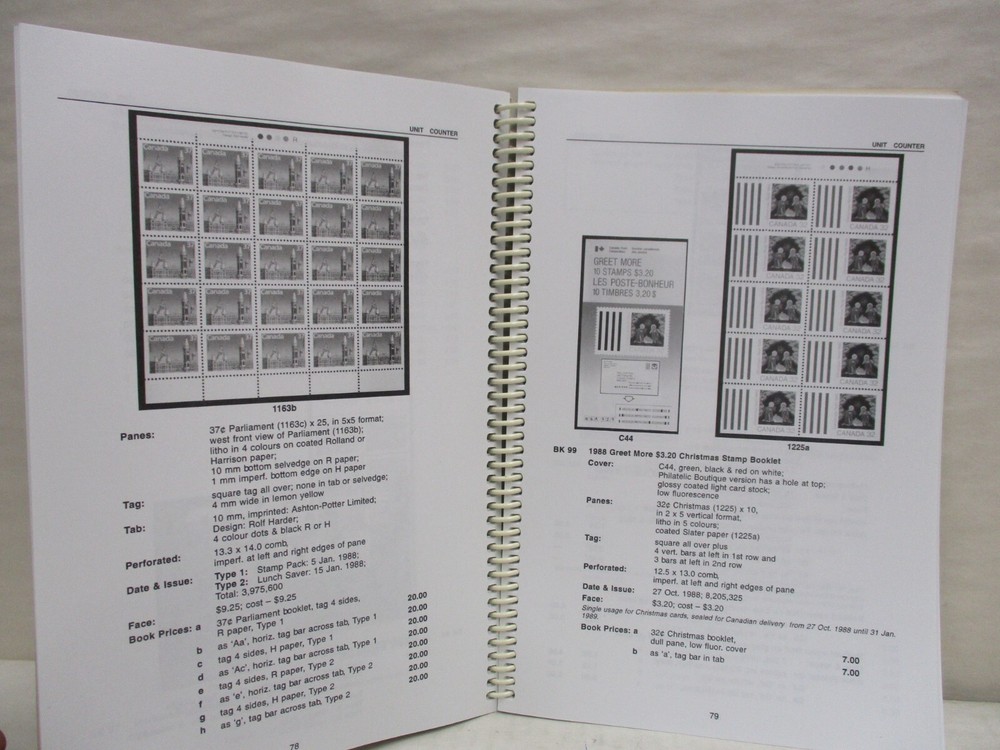 UNIT COUNTER
Canada
1163b
Panes:
37¢ Parliament (1163c) x 25, in 5x5 format;
west front view of Parliament (1163b);
litho in 4 colours on coated Rolland or
Harrison paper;
10 mm bottom selvedge on R paper;
1 mm imperf. bottom edge on H paper
Tag:
square tag all over; none in tab or selvedge;
4 mm wide in lemon yellow
Tab:
10 mm, imprinted: Ashton-Potter Limited;
Design: Rolf Harder;
4 colour dots & black R or H
Perforated:
13.3 x 14.0 comb,
imperf. at left and right edges of pane
Date & Issue:
Type 1: Stamp Pack: 5 Jan. 1988;
Type 2: Lunch Saver: 15 Jan. 1988;
Total: 3,975,600
Face:
$9.25; cost – $9.25
Book Prices: a 37¢ Parliament booklet, tag 4 sides,
R paper, Type 1 20.00
b as 'Aa', horiz. tag bar across tab, Type 1 20.00
c tag 4 sides, H paper, Type 1 20.00
d as 'Ac', horiz. tag bar across tab, Type 1 20.00
e tag 4 sides, R paper, Type 2 20.00
f as 'e', horiz. tag bar across tab, Type 2 20.00
g tag 4 sides, H paper, Type 2 20.00
h as 'g', tag bar across tab, Type 2 20.00
78
UNIT COUNTER
GREET MORE
10 STAMPS $3.20
LES POSTE-BONHEUR
10 TIMBRES 3,20 $
C44
CANADA 32
1225a
BK 99 1988 Greet More $3.20 Christmas Stamp Booklet
Cover:
C44, green, black & red on white;
Philatelic Boutique version has a hole at top;
glossy coated light card stock;
low fluorescence
Panes:
32¢ Christmas (1225) x 10,
in 2 x 5 vertical format,
litho in 5 colours;
coated Slater paper (1225a)
Tag:
square all over plus
4 vert. bars at left in 1st row and
3 bars at left in 2nd row
Perforated:
12.5 x 13.0 comb,
imperf. at left and right edges of pane
Date & Issue:
27 Oct. 1988; 8,205,325
Face:
$3.20; cost – $3.20
Single usage for Christmas cards, sealed for Canadian delivery: from 27 Oct. 1988 until 31 Jan.
1989.
Book Prices: a 32¢ Christmas booklet,
dull pane, low fluor. cover 7.00
b as 'a', tag bar in tab 7.00
79